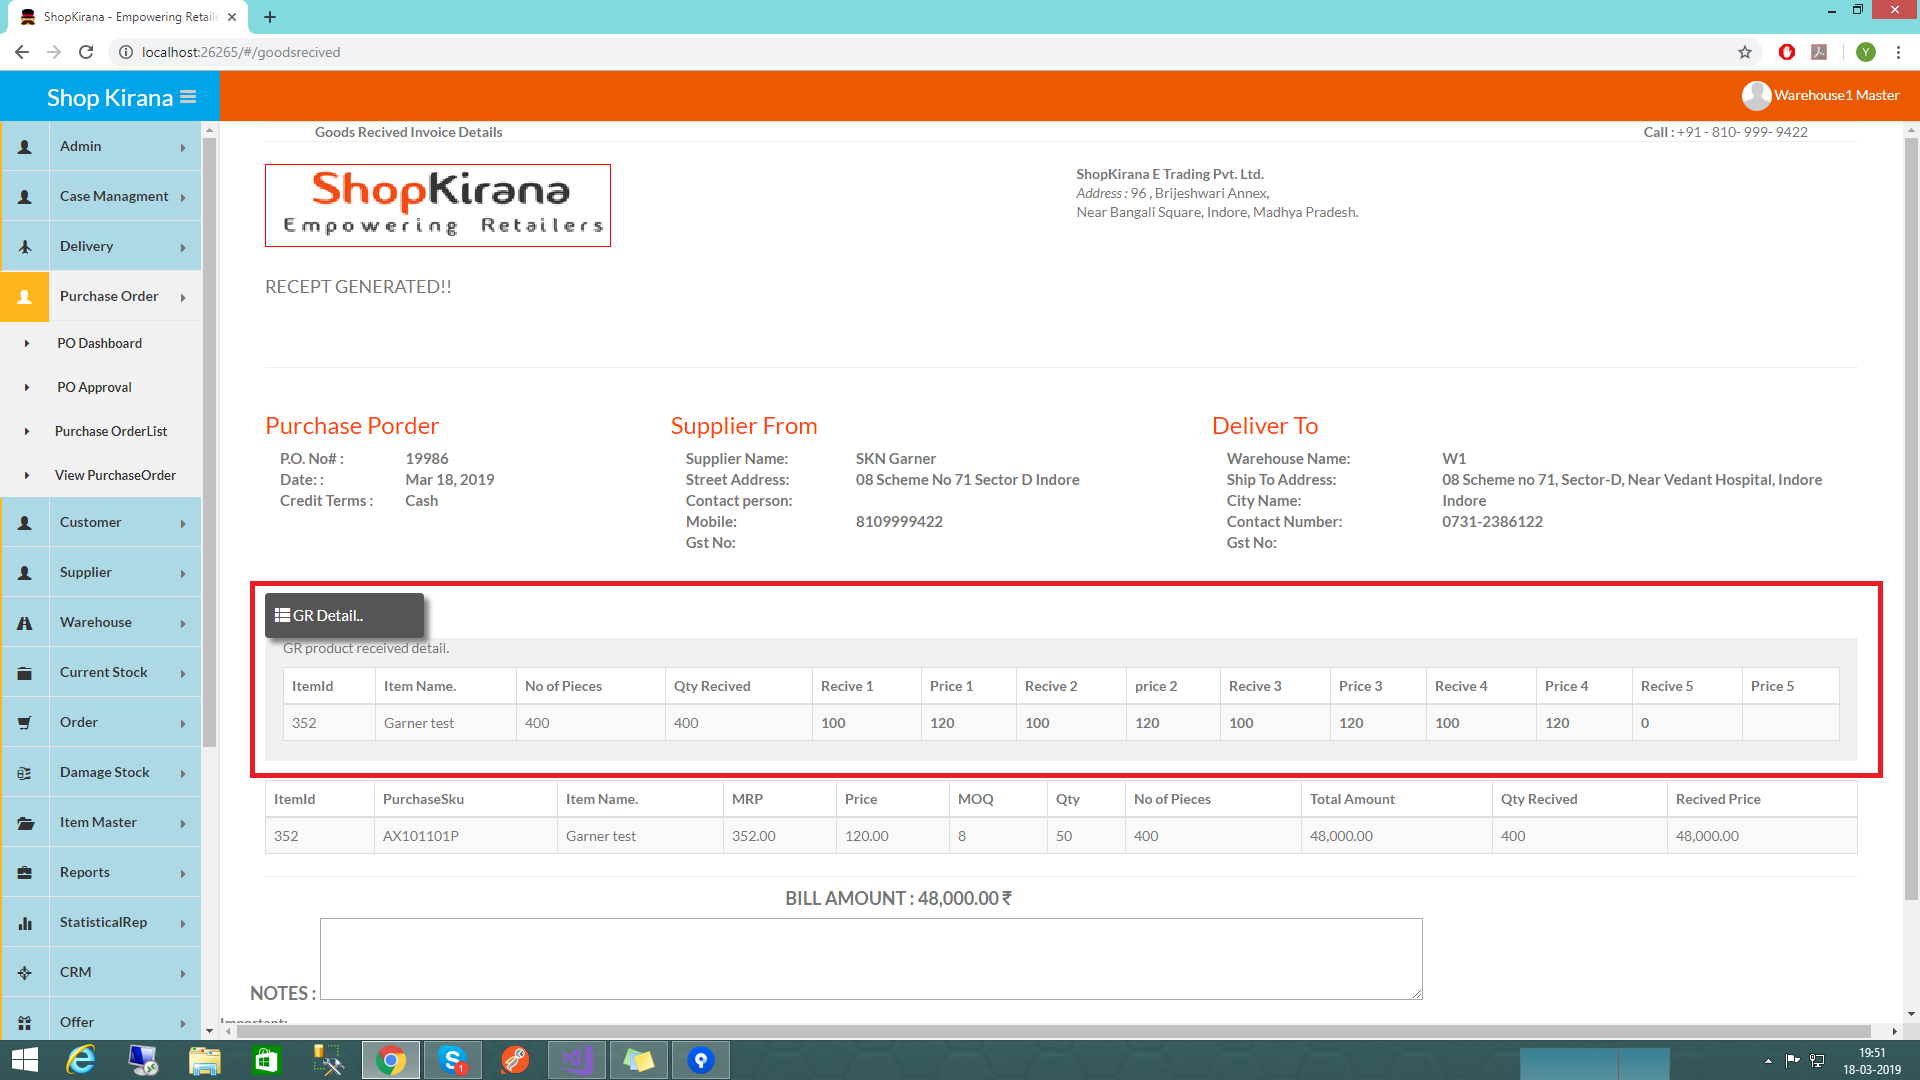 ShopKirana - Empowering Retaile
localhost:26265/#/goodsrecived
Y
Shop Kirana
Warehouse1 Master
Admin
Case Managment
Delivery
Purchase Order
PO Dashboard
PO Approval
Purchase OrderList
View PurchaseOrder
Customer
Supplier
Warehouse
Current Stock
Order
Damage Stock
Item Master
Reports
StatisticalRep
CRM
Offer
Goods Recived Invoice Details
Call : +91 - 810- 999- 9422
ShopKirana
Empowering Retailers
ShopKirana E Trading Pvt. Ltd.
Address : 96 , Brijeshwari Annex,
Near Bangali Square, Indore, Madhya Pradesh.
RECEPT GENERATED!!
Purchase Porder
P.O. No# : 19986
Date: : Mar 18, 2019
Credit Terms : Cash
Supplier From
Supplier Name: SKN Garner
Street Address: 08 Scheme No 71 Sector D Indore
Contact person:
Mobile: 8109999422
Gst No:
Deliver To
Warehouse Name: W1
Ship To Address: 08 Scheme no 71, Sector-D, Near Vedant Hospital, Indore
City Name: Indore
Contact Number: 0731-2386122
Gst No:
GR Detail..
GR product received detail.
ItemId Item Name. No of Pieces Qty Recived Recive 1 Price 1 Recive 2 price 2 Recive 3 Price 3 Recive 4 Price 4 Recive 5 Price 5
352 Garner test 400 400 100 120 100 120 100 120 100 120 0
ItemId PurchaseSku Item Name. MRP Price MOQ Qty No of Pieces Total Amount Qty Recived Recived Price
352 AX101101P Garner test 352.00 120.00 8 50 400 48,000.00 400 48,000.00
BILL AMOUNT : 48,000.00 ₹
NOTES :
Important:
1
19:51
18-03-2019